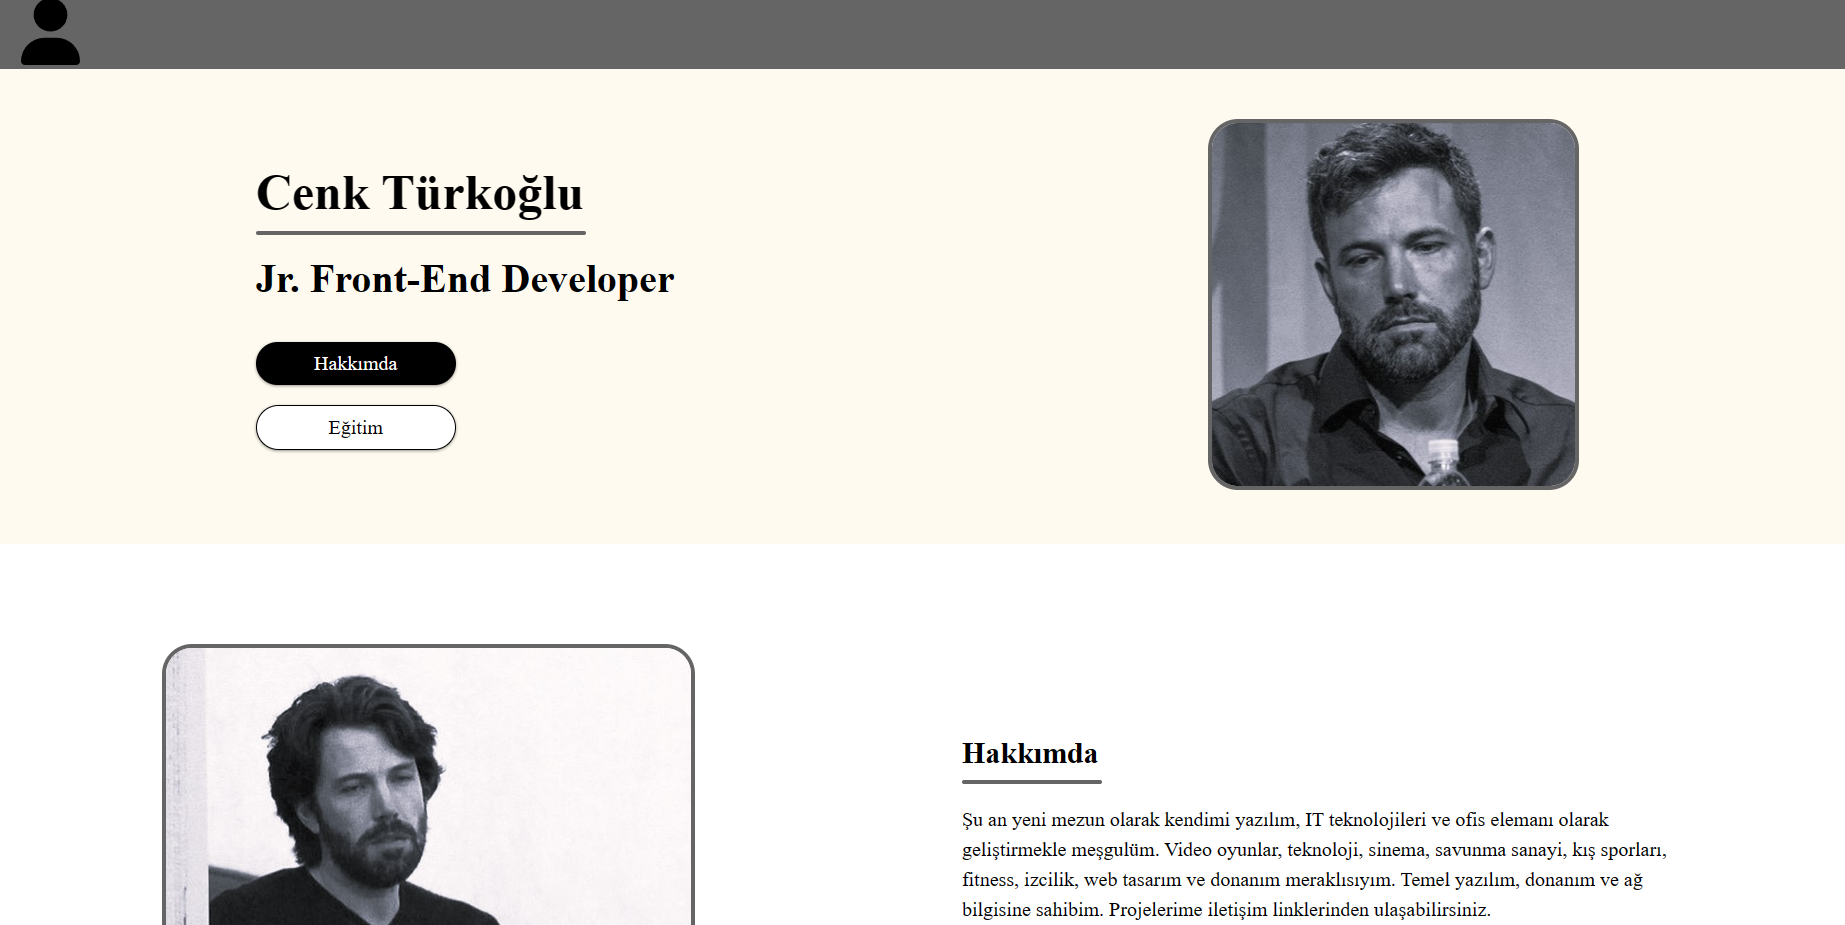 Cenk Türkoğlu
Jr. Front-End Developer
Hakkımda
Eğitim
Hakkımda
Şu an yeni mezun olarak kendimi yazılım, IT teknolojileri ve ofis elemanı olarak
geliştirmekle meşgulüm. Video oyunlar, teknoloji, sinema, savunma sanayi, kış sporları,
fitness, izcilik, web tasarım ve donanım meraklısıyım. Temel yazılım, donanım ve ağ
bilgisine sahibim. Projelerime iletişim linklerinden ulaşabilirsiniz.